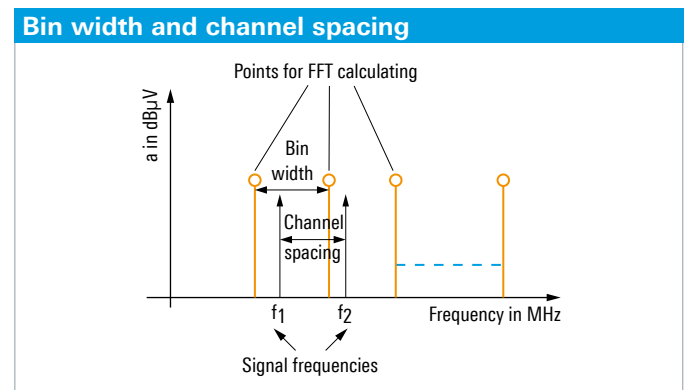 Bin width and channel spacing
Points for FFT calculating
a in dBµV
Bin
width
Channel
spacing
f1
f2
Frequency in MHz
Signal frequencies